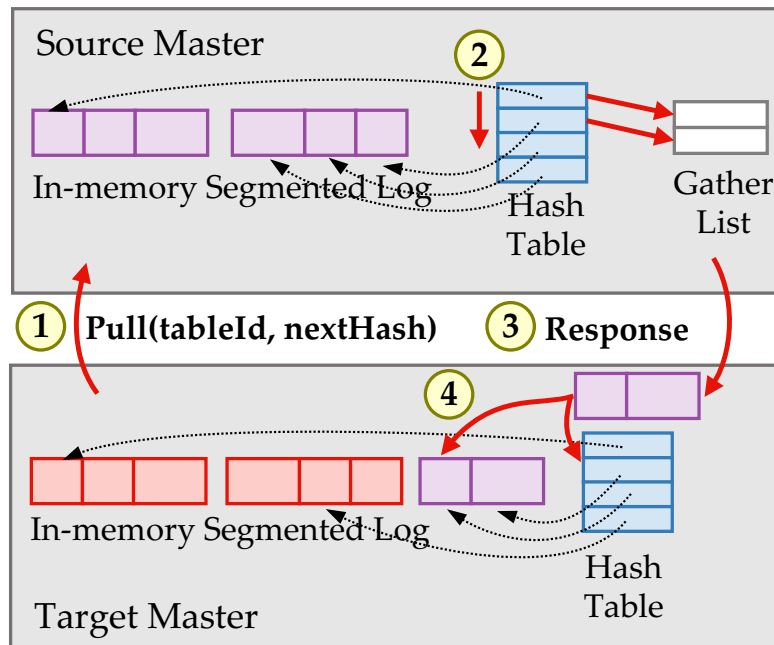 Source Master
2
In-memory Segmented Log
Hash
Table
Gather
List
1
Pull(tableId, nextHash)
3
Response
4
In-memory Segmented Log
Hash
Table
Target Master